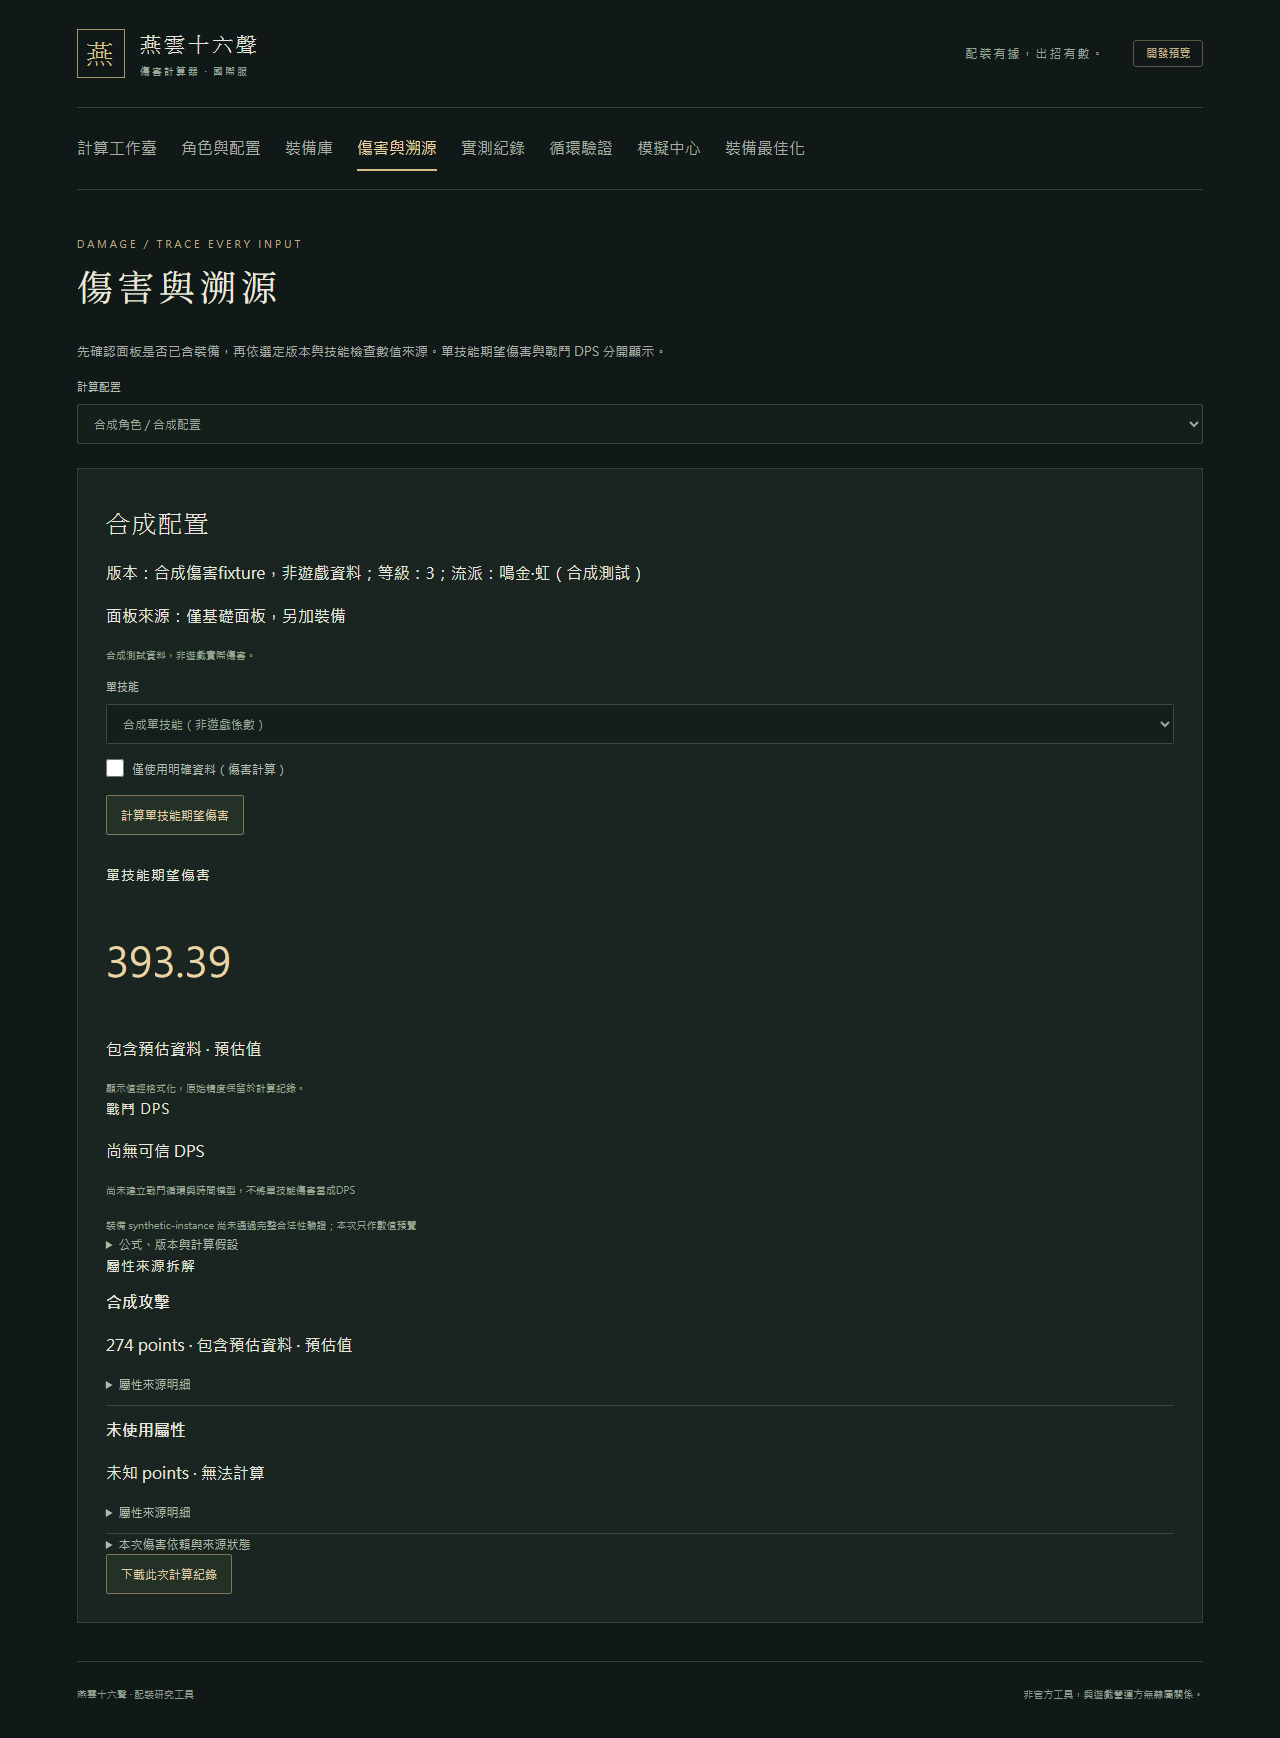 燕
燕雲十六聲
傷害計算器 · 國際服
配裝有據，出招有數。
開發預覽
計算工作臺
角色與配置
裝備庫
傷害與溯源
實測紀錄
循環驗證
模擬中心
裝備最佳化
DAMAGE / TRACE EVERY INPUT
傷害與溯源
先確認面板是否已含裝備，再依選定版本與技能檢查數值來源。單技能期望傷害與戰鬥 DPS 分開顯示。
計算配置
合成角色 / 合成配置
合成配置
版本：合成傷害fixture，非遊戲資料；等級：3；流派：鳴金·虹（合成測試）
面板來源：僅基礎面板，另加裝備
合成測試資料，非遊戲實際傷害。
單技能
合成單技能（非遊戲係數）
僅使用明確資料（傷害計算）
計算單技能期望傷害
單技能期望傷害
393.39
包含預估資料 · 預估值
顯示值經格式化，原始精度保留於計算紀錄。
戰鬥 DPS
尚無可信 DPS
尚未建立戰鬥循環與時間模型，不將單技能傷害當成DPS
裝備 synthetic-instance 尚未通過完整合法性驗證；本次只作數值預覽
公式、版本與計算假設
屬性來源拆解
合成攻擊
274 points · 包含預估資料 · 預估值
屬性來源明細
未使用屬性
未知 points · 無法計算
屬性來源明細
本次傷害依賴與來源狀態
下載此次計算紀錄
燕雲十六聲 · 配裝研究工具
非官方工具，與遊戲營運方無隸屬關係。